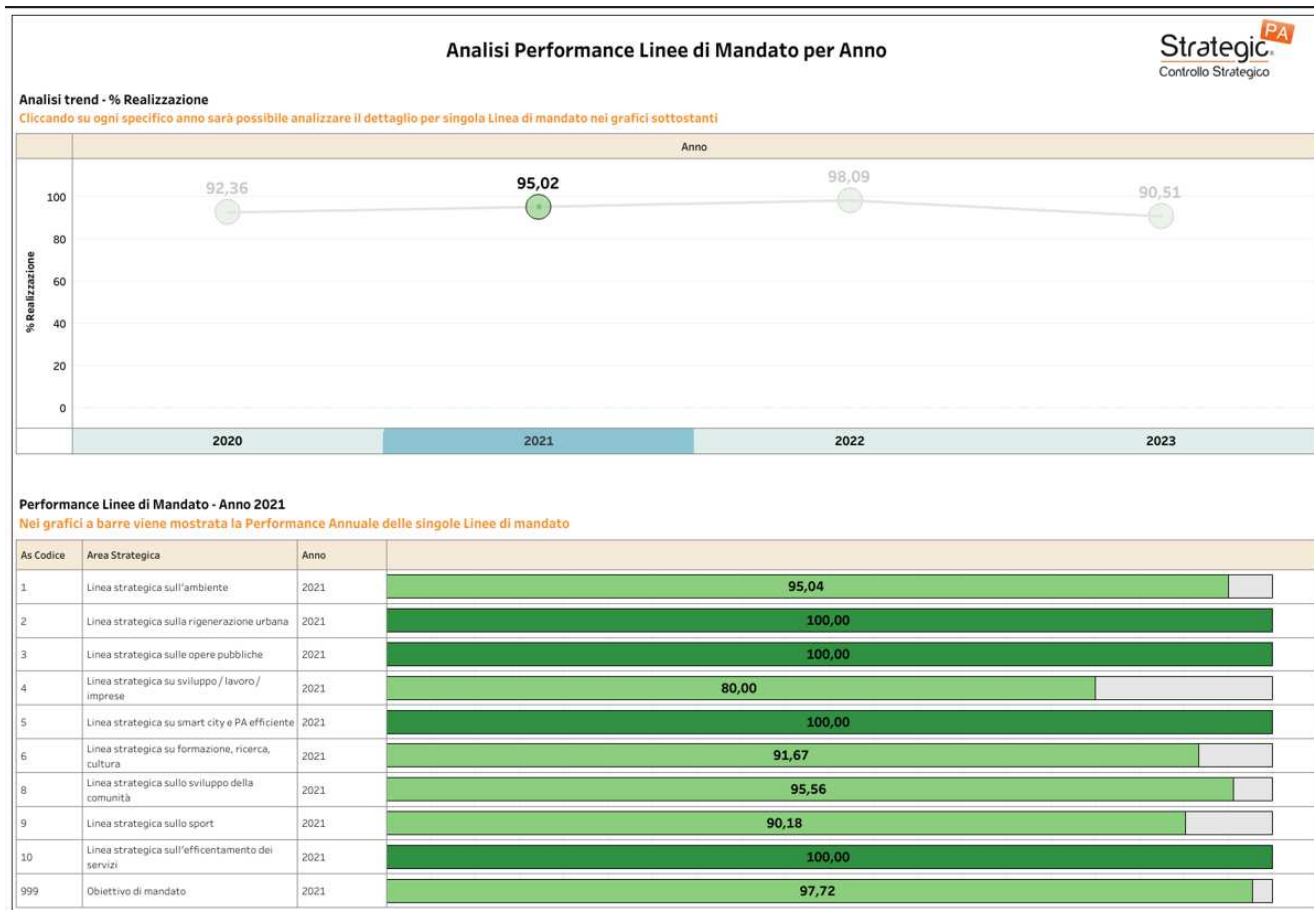 Analisi Performance Linee di Mandato per Anno
Strategic PA
Controllo Strategico
Analisi trend - % Realizzazione
Cliccando su ogni specifico anno sarà possibile analizzare il dettaglio per singola Linea di mandato nei grafici sottostanti
Anno
92,36 95,02 98,09 90,51
% Realizzazione
100
80
60
40
20
0
2020 2021 2022 2023
Performance Linee di Mandato - Anno 2021
Nei grafici a barre viene mostrata la Performance Annuale delle singole Linee di mandato
As Codice Area Strategica Anno
1 Linea strategica sull'ambiente 2021 95,04
2 Linea strategica sulla rigenerazione urbana 2021 100,00
3 Linea strategica sulle opere pubbliche 2021 100,00
4 Linea strategica su sviluppo / lavoro / 2021 80,00
imprese
5 Linea strategica su smart city e PA efficiente 2021 100,00
6 Linea strategica su formazione, ricerca, 2021 91,67
cultura
8 Linea strategica sullo sviluppo della 2021 95,56
comunità
9 Linea strategica sullo sport 2021 90,18
10 Linea strategica sull'efficentamento dei 2021 100,00
servizi
999 Obiettivo di mandato 2021 97,72